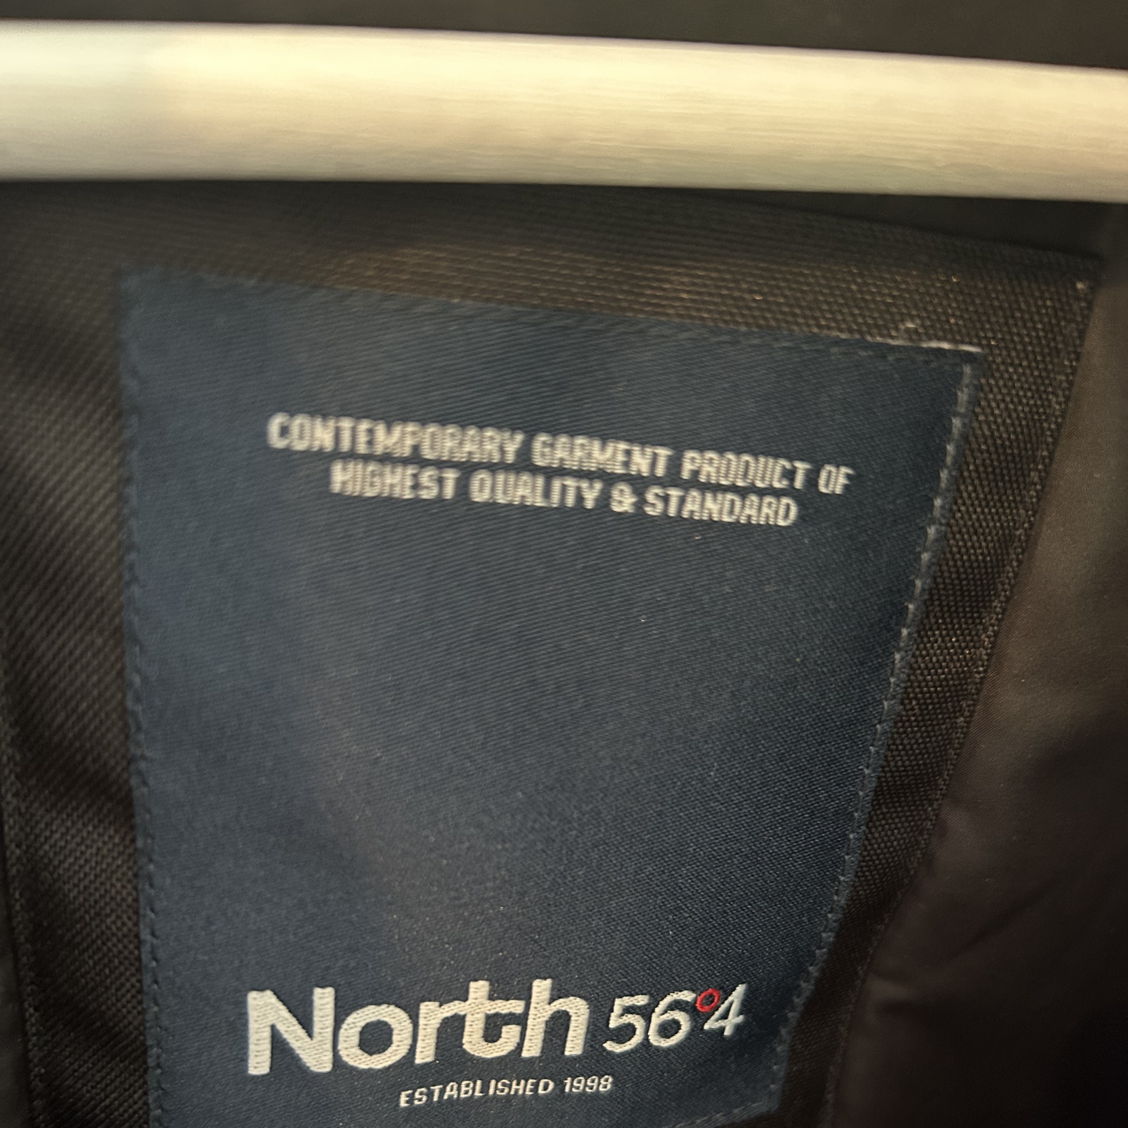 CONTEMPORARY GARMENT PRODUCT OF
HIGHEST QUALITY & STANDARD
North 56°4
ESTABLISHED 1998